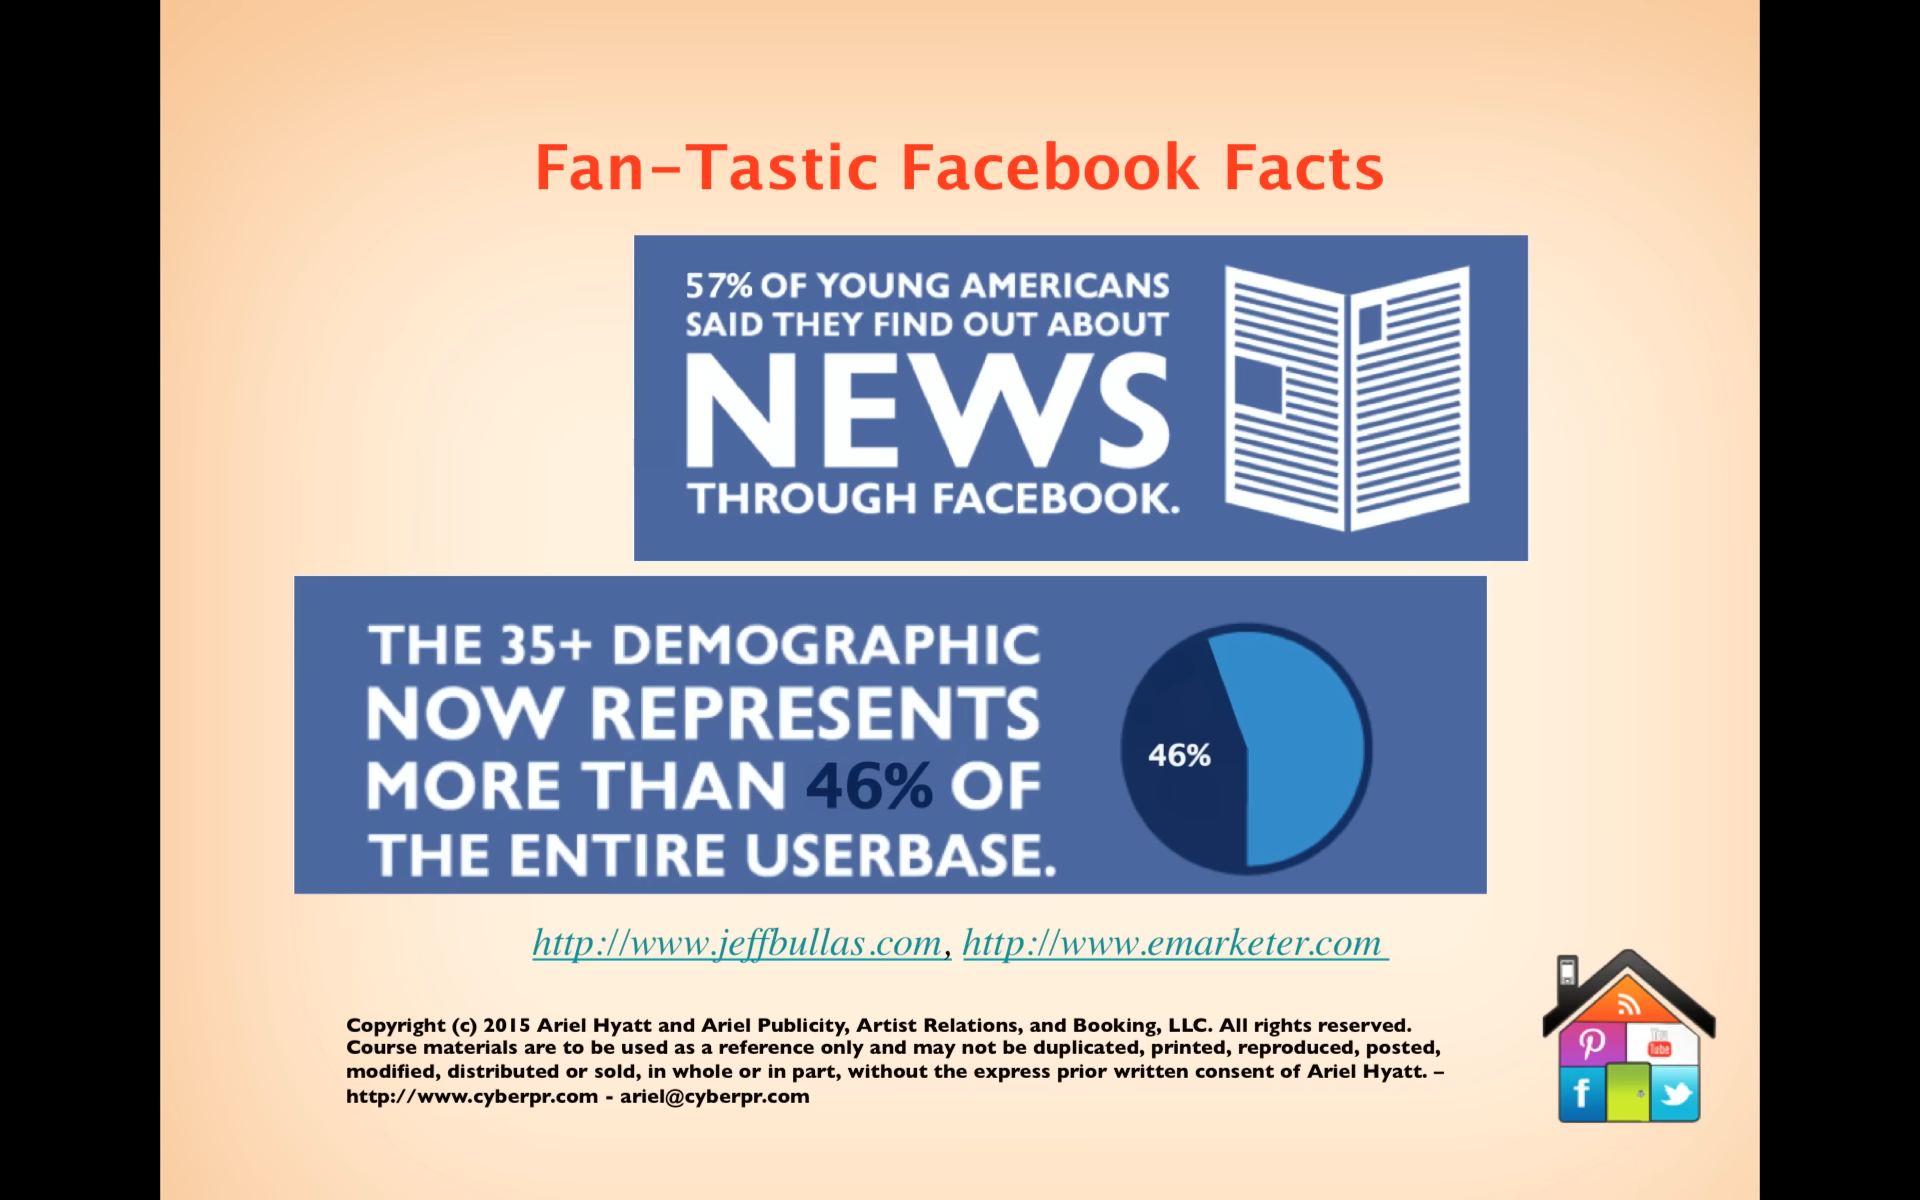 Fan-Tastic Facebook Facts
57% OF YOUNG AMERICANS
SAID THEY FIND OUT ABOUT
NEWS
THROUGH FACEBOOK.
THE 35+ DEMOGRAPHIC
NOW REPRESENTS
MORE THAN 46% OF
THE ENTIRE USERBASE.
46%
http://www.jeffbullas.com, http://www.emarketer.com
Copyright (c) 2015 Ariel Hyatt and Ariel Publicity, Artist Relations, and Booking, LLC. All rights reserved.
Course materials are to be used as a reference only and may not be duplicated, printed, reproduced, posted,
modified, distributed or sold, in whole or in part, without the express prior written consent of Ariel Hyatt. –
http://www.cyberpr.com - ariel@cyberpr.com
You
Tube